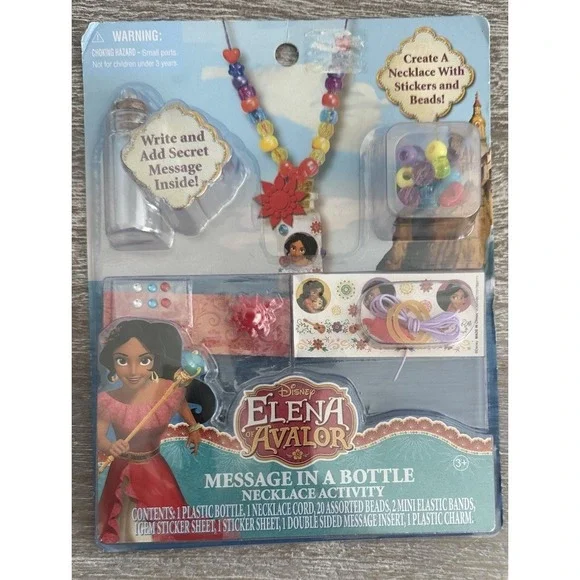 WARNING:
CHOKING HAZARD - Small parts.
Not for children under 3 years.
Create A
Necklace With
Stickers and
Beads!
Write and
Add Secret
Message
Inside!
Disney
ELENA
OF AVALOR
3+
MESSAGE IN A BOTTLE
NECKLACE ACTIVITY
CONTENTS: 1 PLASTIC BOTTLE, 1 NECKLACE CORD, 20 ASSORTED BEADS, 2 MINI ELASTIC BANDS,
1 GEM STICKER SHEET, 1 STICKER SHEET, 1 DOUBLE SIDED MESSAGE INSERT, 1 PLASTIC CHARM.